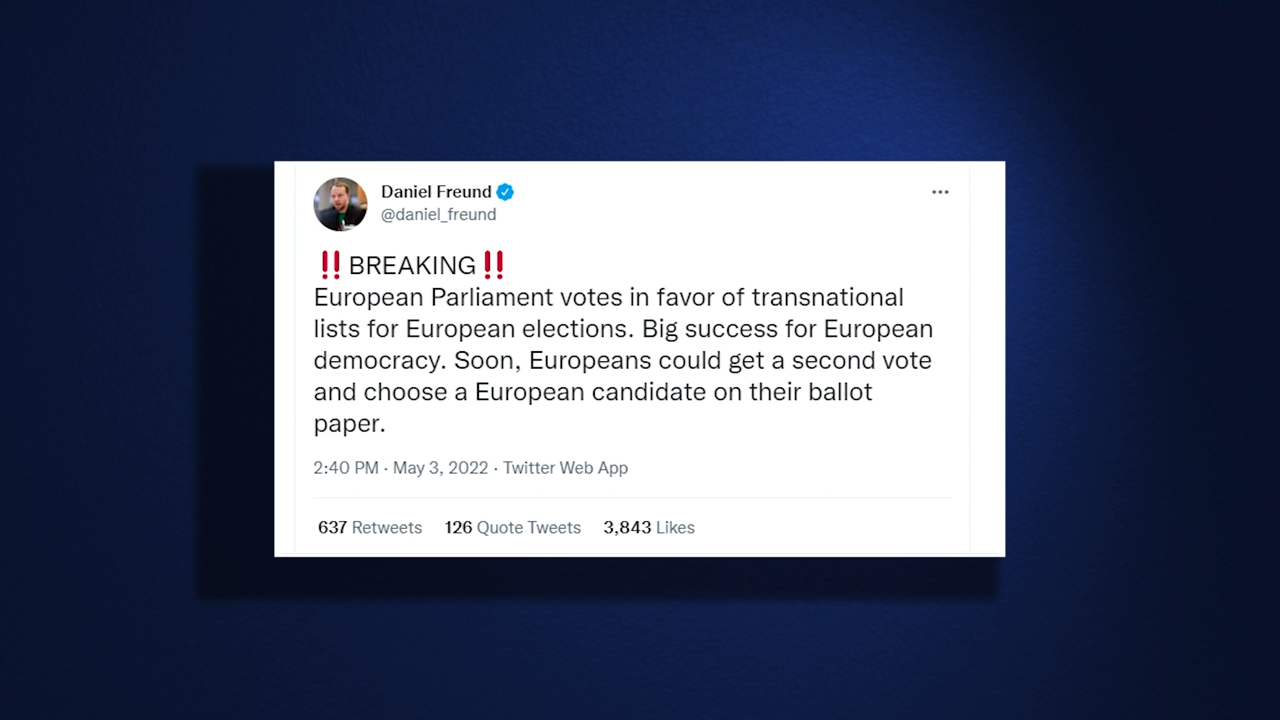 Daniel Freund
@daniel_freund
‼️BREAKING‼️
European Parliament votes in favor of transnational
lists for European elections. Big success for European
democracy. Soon, Europeans could get a second vote
and choose a European candidate on their ballot
paper.
2:40 PM · May 3, 2022 · Twitter Web App
637 Retweets 126 Quote Tweets 3,843 Likes